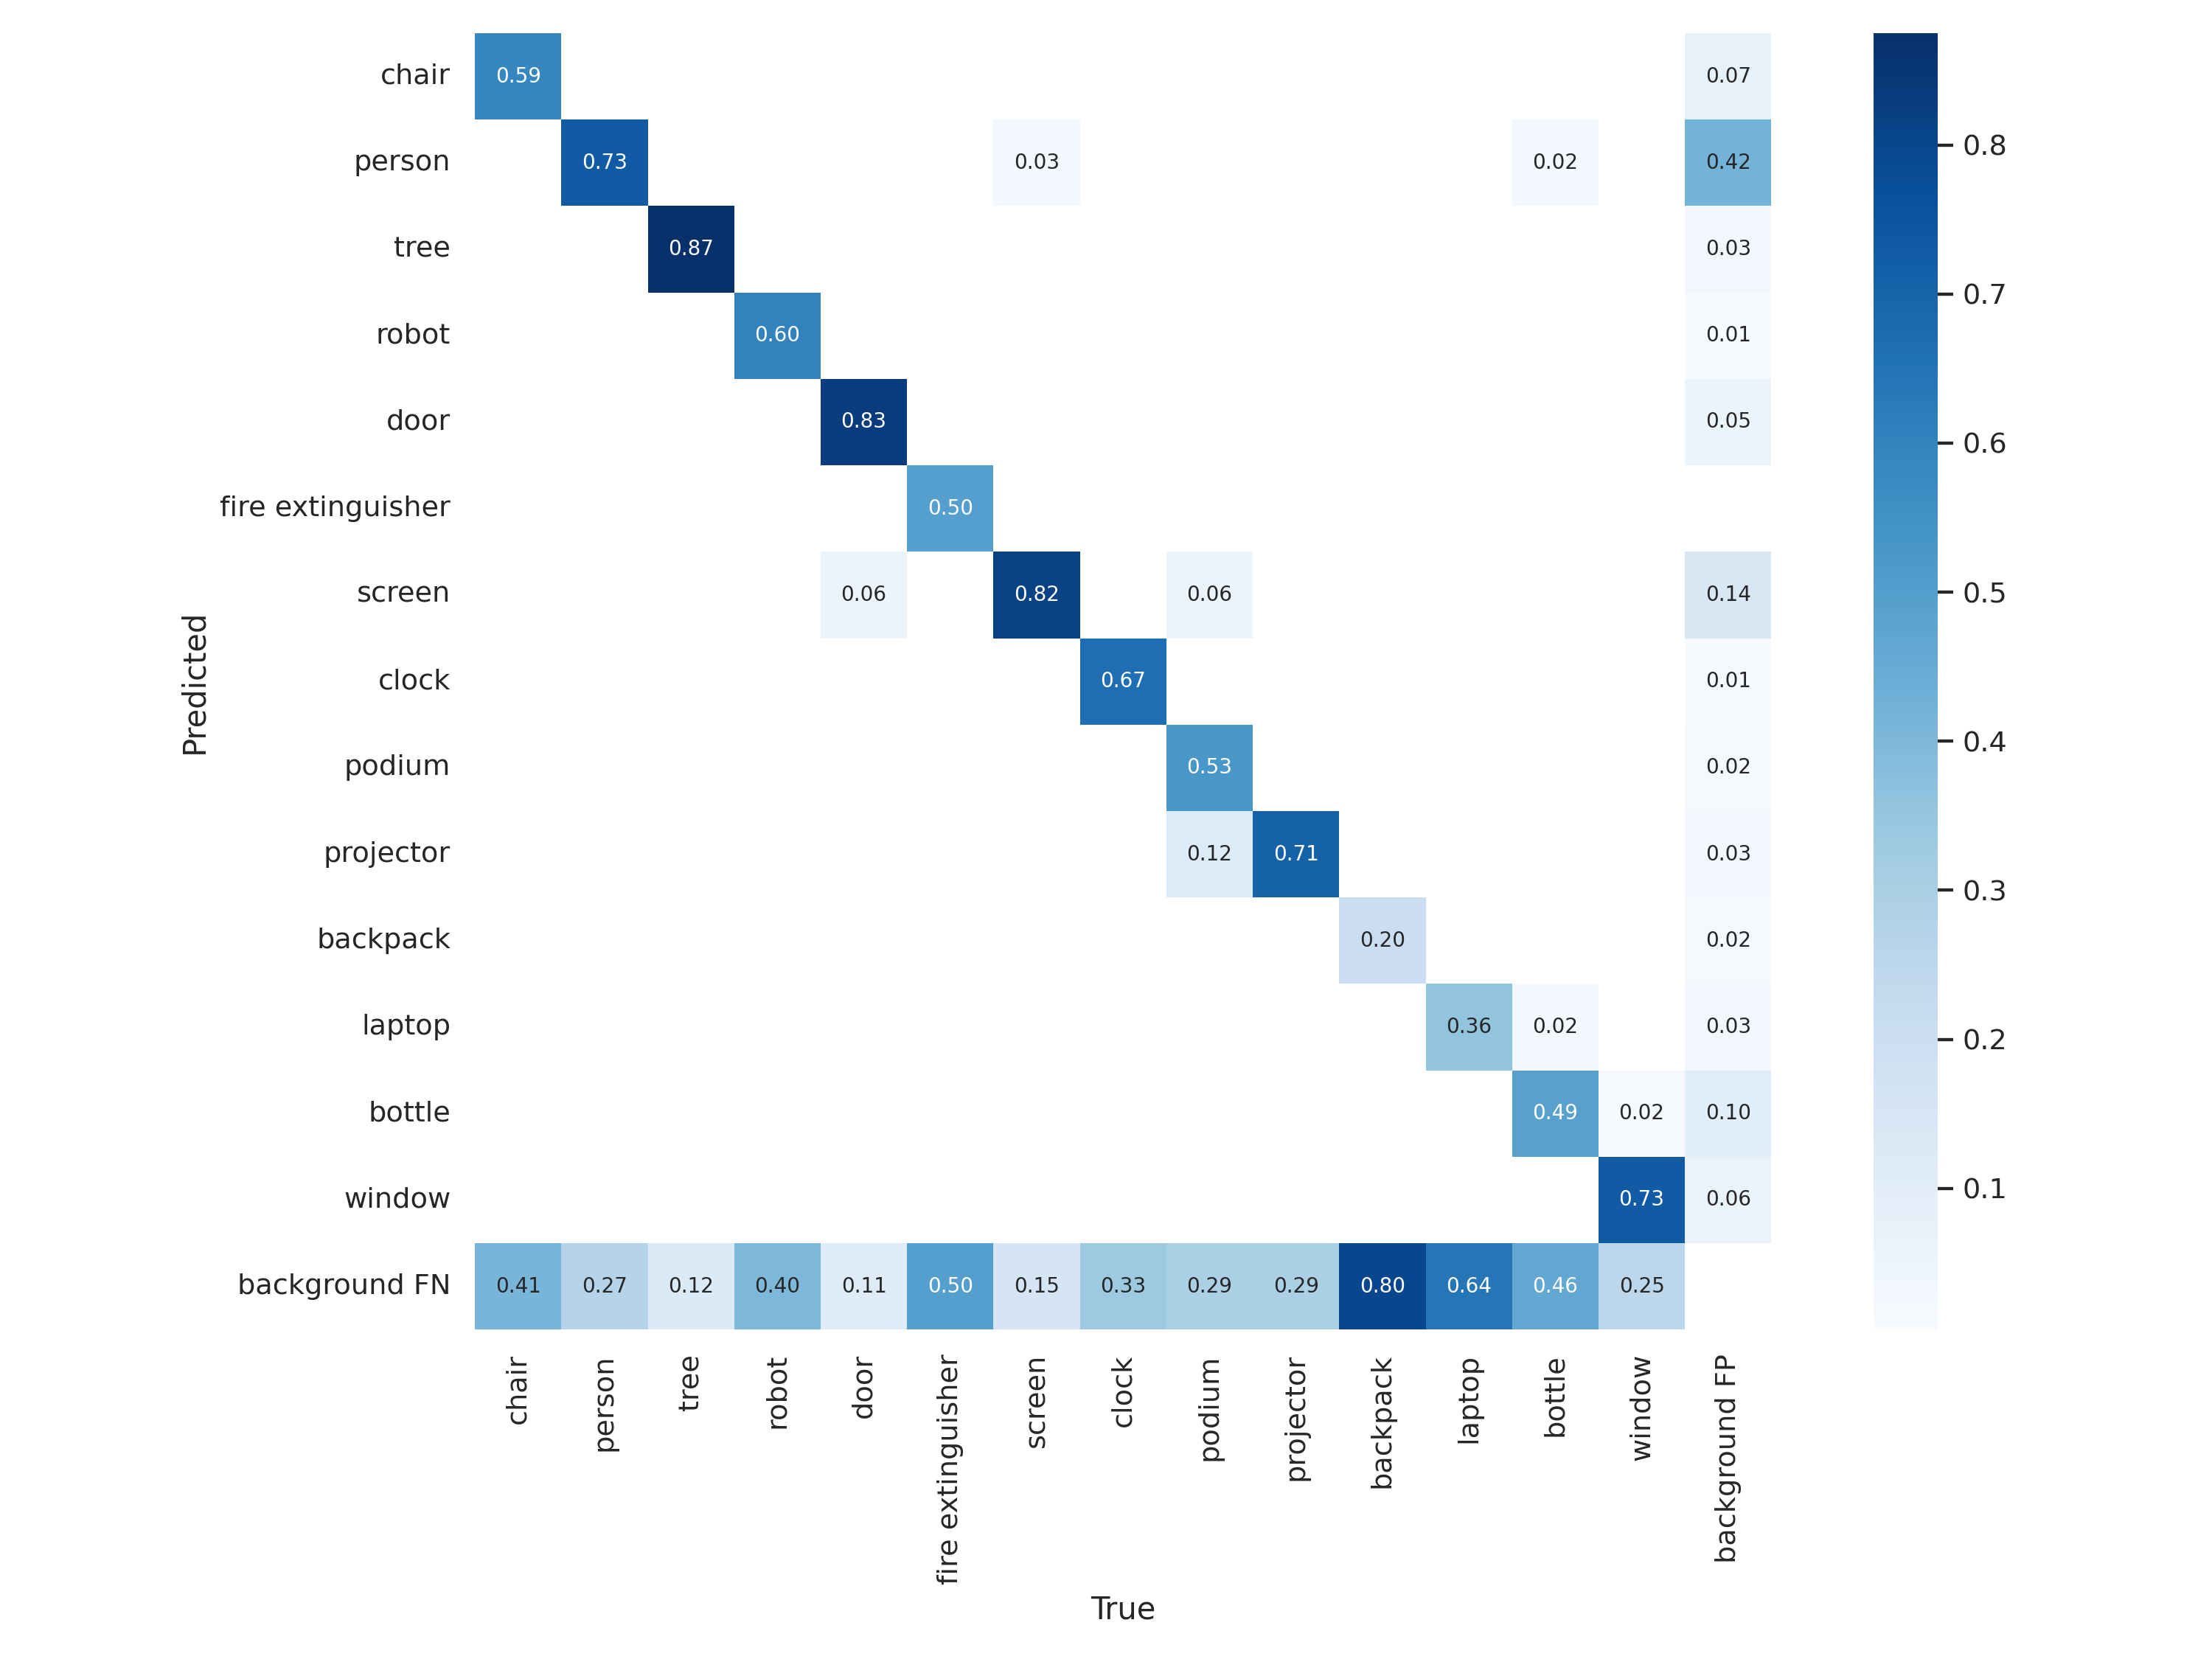 chair 0.59 0.07
person 0.73 0.03 0.02 0.42 0.8
tree 0.87 0.03
0.7
robot 0.60 0.01
door 0.83 0.05 0.6
fire extinguisher 0.50
screen 0.06 0.82 0.06 0.14 0.5
clock 0.67 0.01
Predicted
podium 0.53 0.02 0.4
projector 0.12 0.71 0.03
0.3
backpack 0.20 0.02
laptop 0.36 0.02 0.03 0.2
bottle 0.49 0.02 0.10
window 0.73 0.06 0.1
background FN 0.41 0.27 0.12 0.40 0.11 0.50 0.15 0.33 0.29 0.29 0.80 0.64 0.46 0.25
chair
person
tree
robot
door
fire extinguisher
screen
clock
podium
projector
backpack
laptop
bottle
window
background FP
True